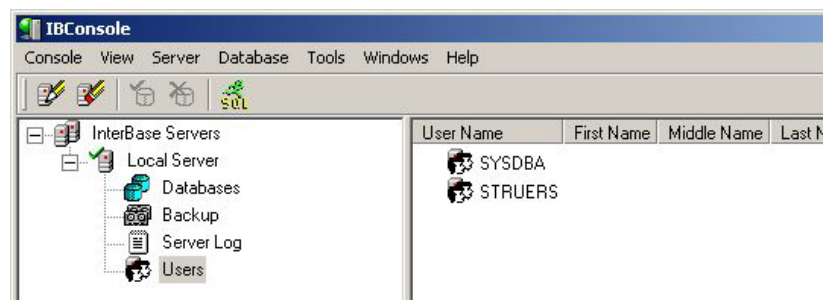 IBConsole
Console View Server Database Tools Windows Help
SQL
InterBase Servers
Local Server
Databases
Backup
Server Log
Users
User Name First Name Middle Name Last
SYSDBA
STRUERS